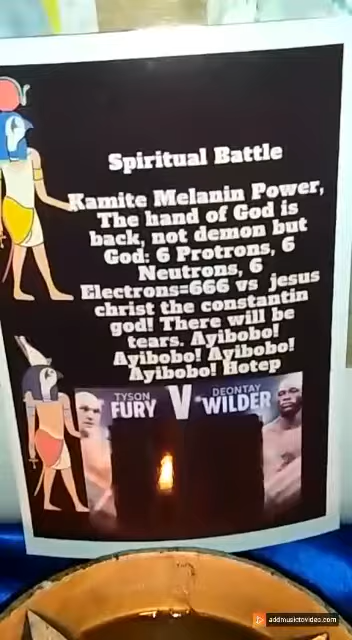 Spiritual Battle
Kamite Melanin Power,
The hand of God is
back, not demon but
God: 6 Protrons, 6
Neutrons, 6
Electrons=666 vs jesus
christ the constantin
god! There will be
tears. Ayibobo!
Ayibobo! Ayibobo!
Ayibobo! Hotep
TYSON FURY V DEONTAY WILDER
addmusictovideo.com